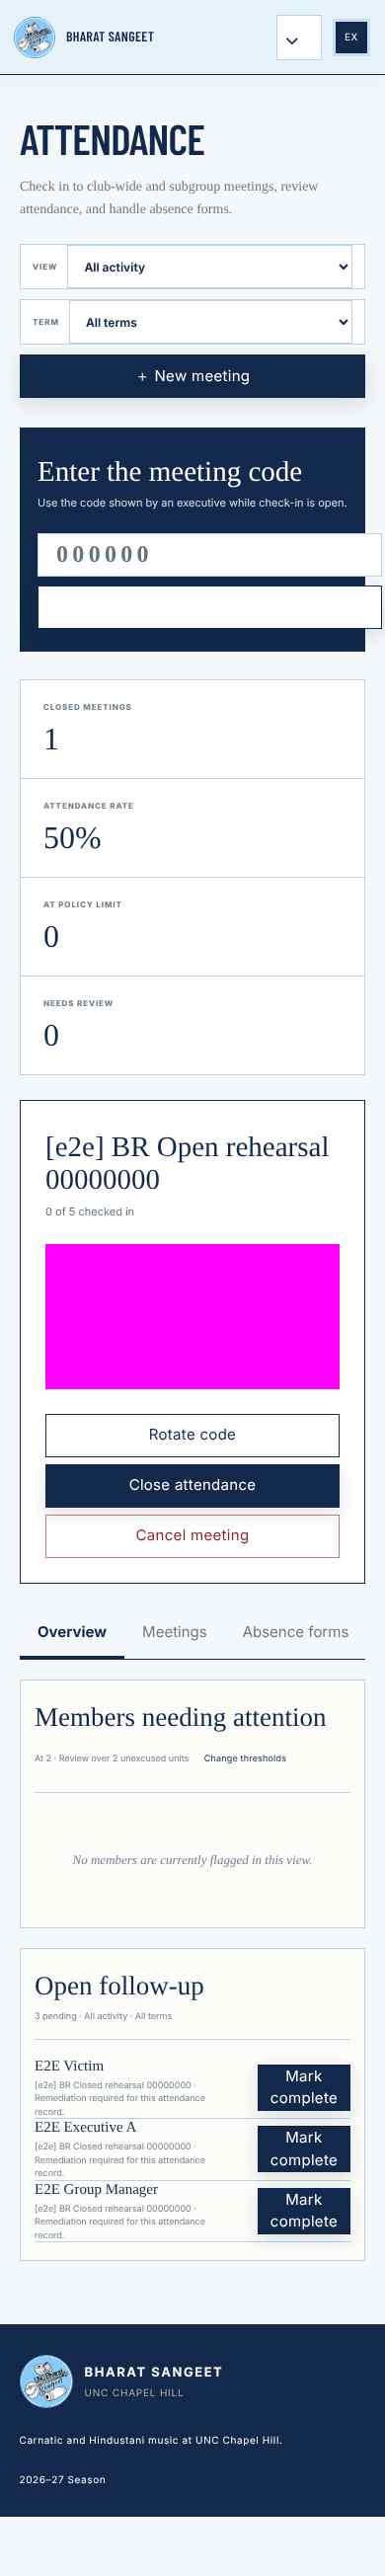 BHARAT SANGEET
EX
ATTENDANCE
Check in to club-wide and subgroup meetings, review
attendance, and handle absence forms.
VIEW All activity
TERM All terms
+ New meeting
Enter the meeting code
Use the code shown by an executive while check-in is open.
000000
CLOSED MEETINGS
1
ATTENDANCE RATE
50%
AT POLICY LIMIT
0
NEEDS REVIEW
0
[e2e] BR Open rehearsal
00000000
0 of 5 checked in
Rotate code
Close attendance
Cancel meeting
Overview Meetings Absence forms
Members needing attention
At 2 · Review over 2 unexcused units Change thresholds
No members are currently flagged in this view.
Open follow-up
3 pending · All activity · All terms
E2E Victim
[e2e] BR Closed rehearsal 00000000 ·
Remediation required for this attendance
record.
Mark
complete
E2E Executive A
[e2e] BR Closed rehearsal 00000000 ·
Remediation required for this attendance
record.
Mark
complete
E2E Group Manager
[e2e] BR Closed rehearsal 00000000 ·
Remediation required for this attendance
record.
Mark
complete
BHARAT SANGEET
UNC CHAPEL HILL
Carnatic and Hindustani music at UNC Chapel Hill.
2026–27 Season